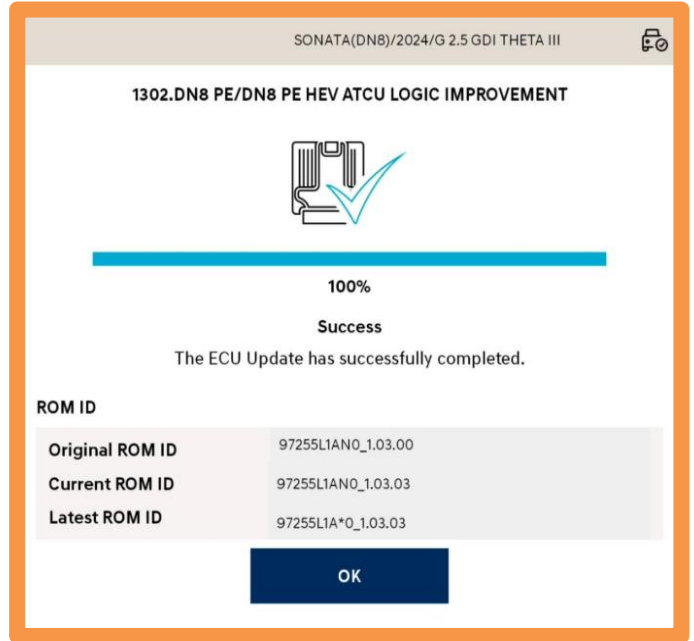 SONATA(DN8)/2024/G 2.5 GDI THETA III
1302.DN8 PE/DN8 PE HEV ATCU LOGIC IMPROVEMENT
100%
Success
The ECU Update has successfully completed.
ROM ID
Original ROM ID 97255L1AN0_1.03.00
Current ROM ID 97255L1AN0_1.03.03
Latest ROM ID 97255L1A*0_1.03.03
OK